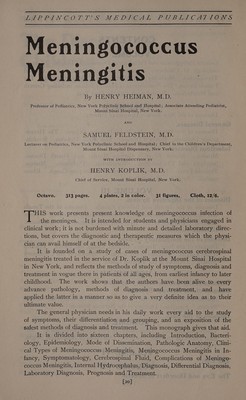 LIPPINCOTT'S MEDICAL PUBLICATIONS
Meningococcus
Meningitis
By HENRY HEIMAN, M.D.
Professor of Pediatrics, New York Polyclinic School and Hospital; Associate Attending Pediatrist,
Mount Sinai Hospital, New York.
AND
SAMUEL FELDSTEIN, M.D.
Lecturer on Pediatrics, New York Polyclinic School and Hospital; Chief in the Children's Department,
Mount Sinai Hospital Dispensary, New York.
WITH INTRODUCTION BY
HENRY KOPLIK, M.D.
Chief of Service, Mount Sinai Hospital, New York.
Octavo. 313 pages. 4 plates, 2 in color. 31 figures, Cloth, 12/6.
THIS work presents present knowledge of meningococcus infection of
the meninges. It is intended for students and physicians engaged in
clinical work; it is not burdened with minute and detailed laboratory direc-
tions, but covers the diagnostic and therapeutic measures which the physi-
cian can avail himself of at the bedside.
It is founded on a study of cases of meningococcus cerebrospinal
meningitis treated in the service of Dr. Koplik at the Mount Sinai Hospital
in New York, and reflects the methods of study of symptoms, diagnosis and
treatment in vogue there in patients of all ages, from earliest infancy to later
childhood. The work shows that the authors have been alive to every
advance pathology, methods of diagnosis and treatment, and have
applied the latter in a manner so as to give a very definite idea as to their
ultimate value.
The general physician needs in his daily work every aid to the study
of symptoms, their differentiation and grouping, and an exposition of the
safest methods of diagnosis and treatment. This monograph gives that aid.
It is divided into sixteen chapters, including Introduction, Bacteri-
ology, Epidemiology, Mode of Dissemination, Pathologic Anatomy, Clini-
cal Types of Meningococcus Meningitis, Meningococcus Meningitis in In-
fancy, Symptomatology, Cerebrospinal Fluid, Complications of Meningo-
coccus Meningitis, Internal Hydrocephalus, Diagnosis, Differential Diagnosis,
Laboratory Diagnosis, Prognosis and Treatment.